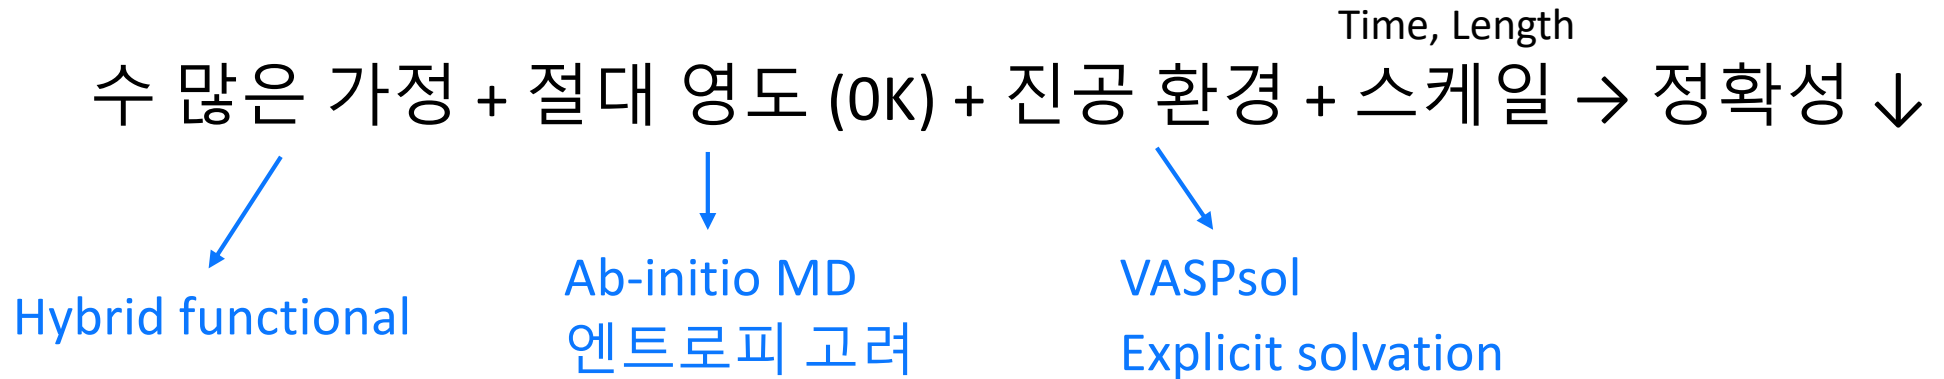 Time, Length
수 많은 가정 + 절대 영도 (0K) + 진공 환경 + 스케일 → 정확성 ↓
Hybrid functional
Ab-initio MD
엔트로피 고려
VASPsol
Explicit solvation